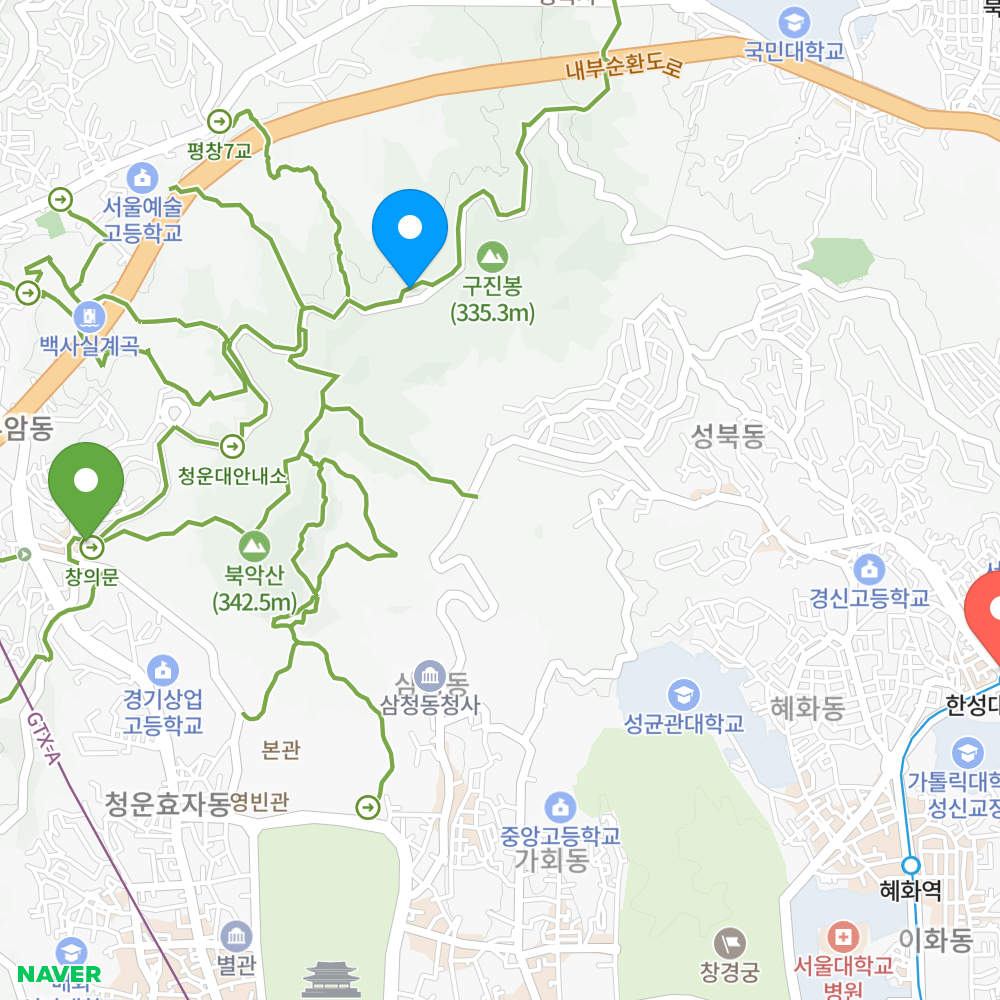 국민대학교
내부순환도로
평창7교
서울예술
고등학교
구진봉
(335.3m)
백사실계곡
암동
성북동
청운대안내소
창의문
북악산
(342.5m)
경신고등학교
경기상업
고등학교
삼청동청사
성균관대학교
혜화동
한성대
GTX-A
본관
가톨릭대학
성신교정
청운효자동
영빈관
중앙고등학교
가회동
혜화역
이화동
별관
창경궁
서울대학교
병원
NAVER